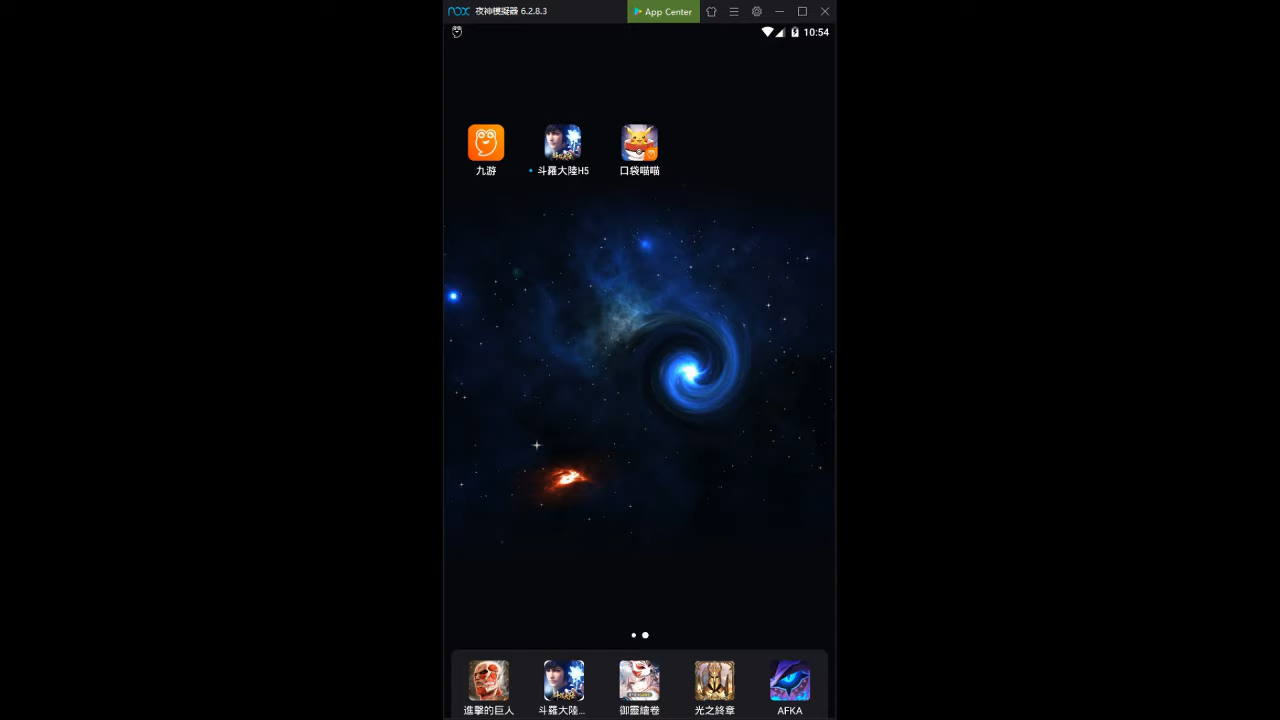 nox 夜神模擬器 6.2.8.3
App Center
10:54
九游
斗羅大陸H5
口袋喵喵
進擊的巨人
斗羅大陸...
御靈繪卷
光之終章
AFKA